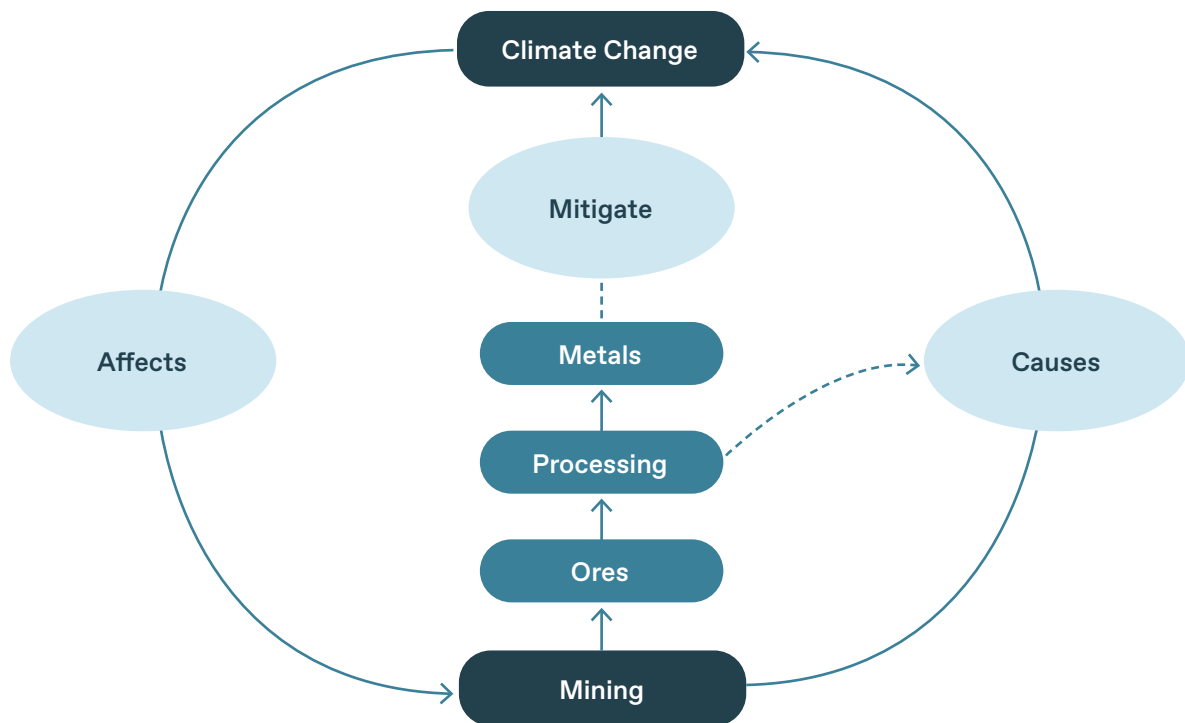 Climate Change
Mitigate
Affects
Metals
Causes
Processing
Ores
Mining